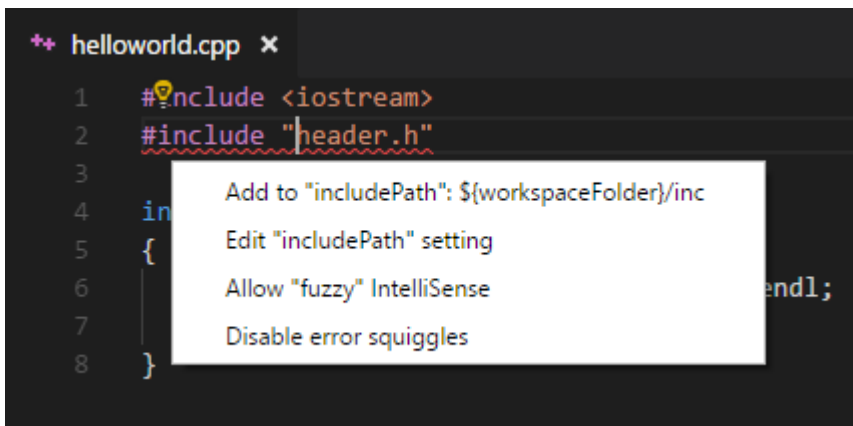 helloworld.cpp ×
1 #include <iostream>
2 #include "header.h"
3
Add to "includePath": ${workspaceFolder}/inc
4 in
Edit "includePath" setting
5 {
6 Allow "fuzzy" IntelliSense endl;
7
Disable error squiggles
8 }